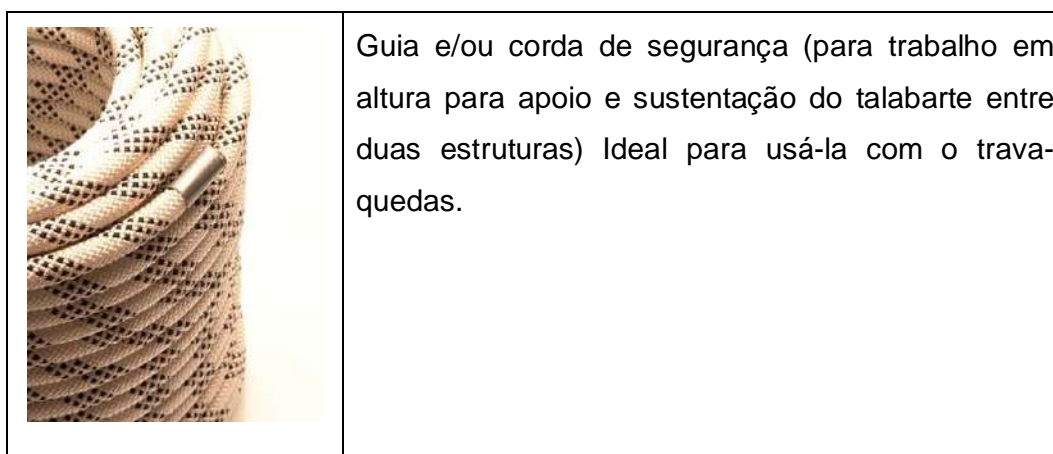 Guia e/ou corda de segurança (para trabalho em
altura para apoio e sustentação do talabarte entre
duas estruturas) Ideal para usá-la com o trava-
quedas.